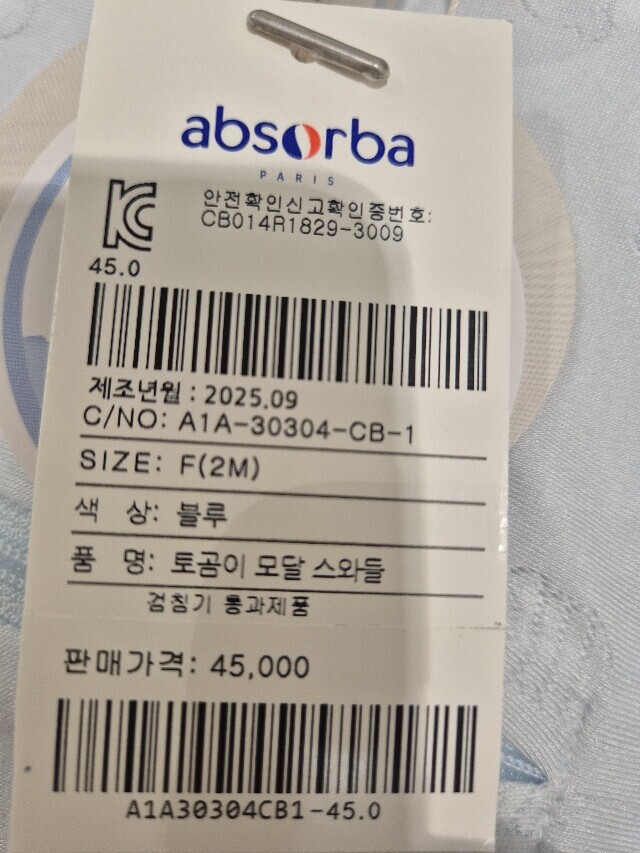 absorba
PARIS
안전확인신고확인증번호:
CB014R1829-3009
45.0
제조년월 : 2025.09
C/NO: A1A-30304-CB-1
SIZE: F(2M)
색 상: 블루
품 명: 토곰이 모달 스와들
검침기 통과제품
판매가격: 45,000
A1A30304CB1-45.0